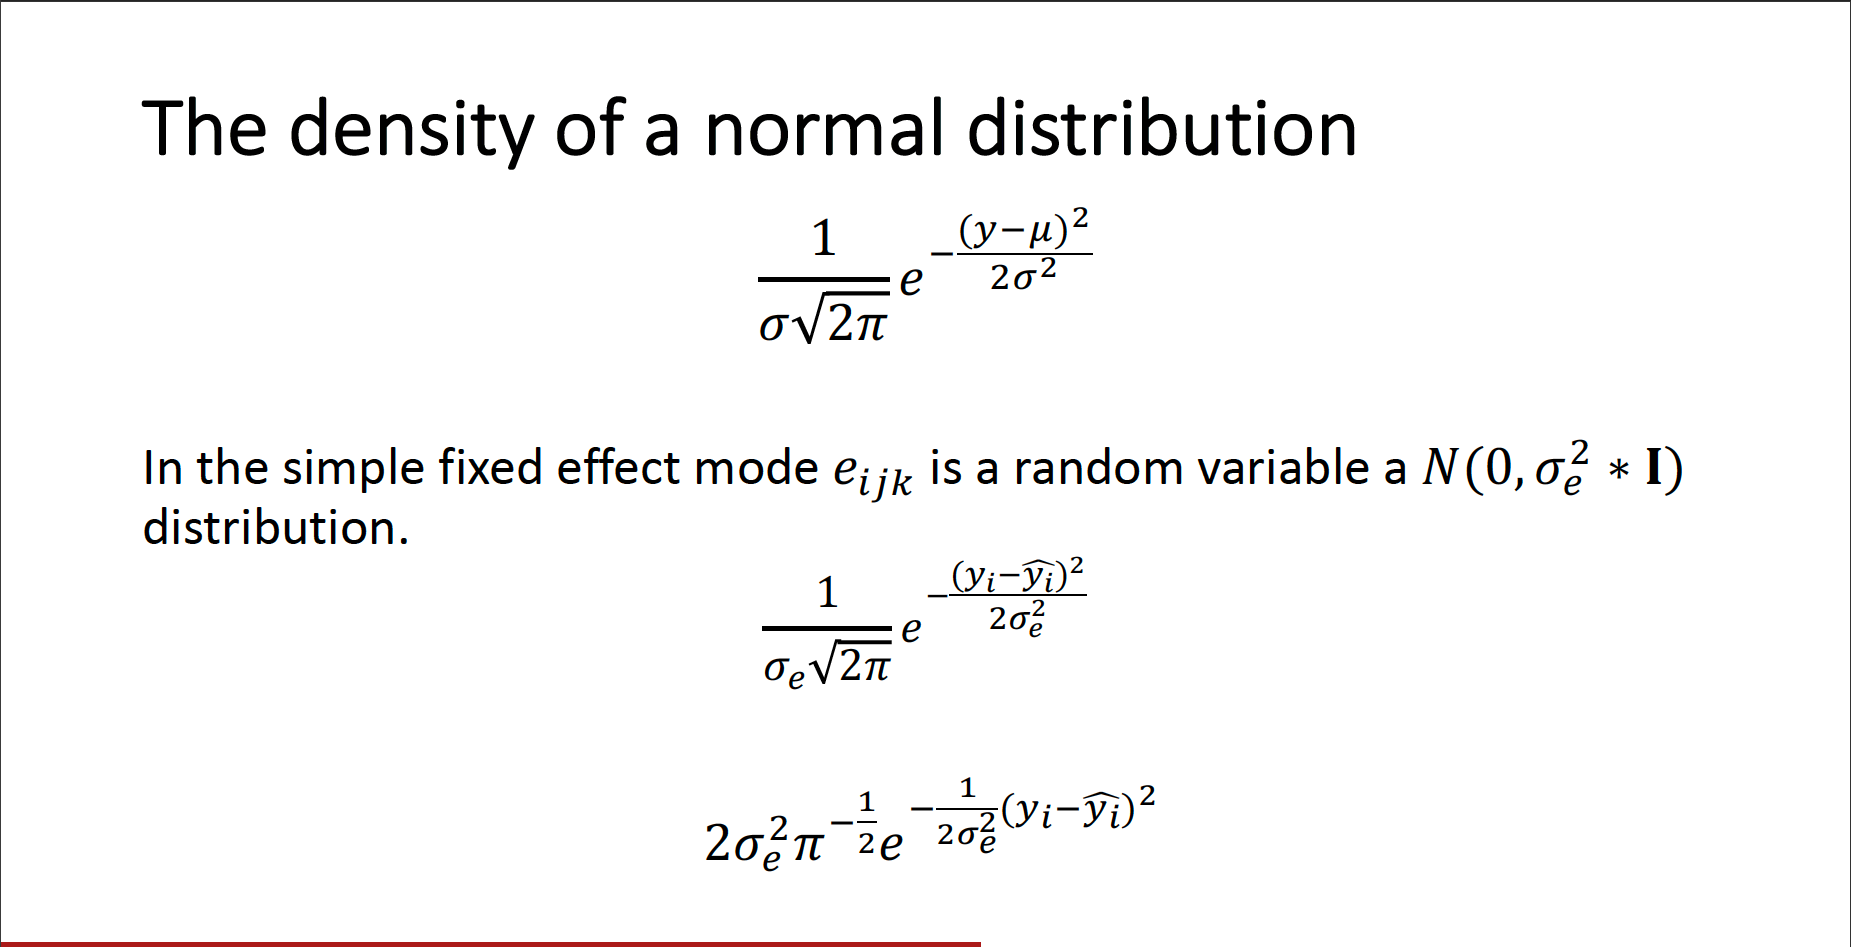 The density of a normal distribution
\frac{1}{\sigma\sqrt{2\pi}} e^{-\frac{(y-\mu)^2}{2\sigma^2}}
In the simple fixed effect mode e_{ijk} is a random variable a N(0, \sigma_e^2 * \mathbf{I})
distribution.
\frac{1}{\sigma_e\sqrt{2\pi}} e^{-\frac{(y_i-\widehat{y_i})^2}{2\sigma_e^2}}
2\sigma_e^2\pi^{-\frac{1}{2}} e^{-\frac{1}{2\sigma_e^2}(y_i-\widehat{y_i})^2}